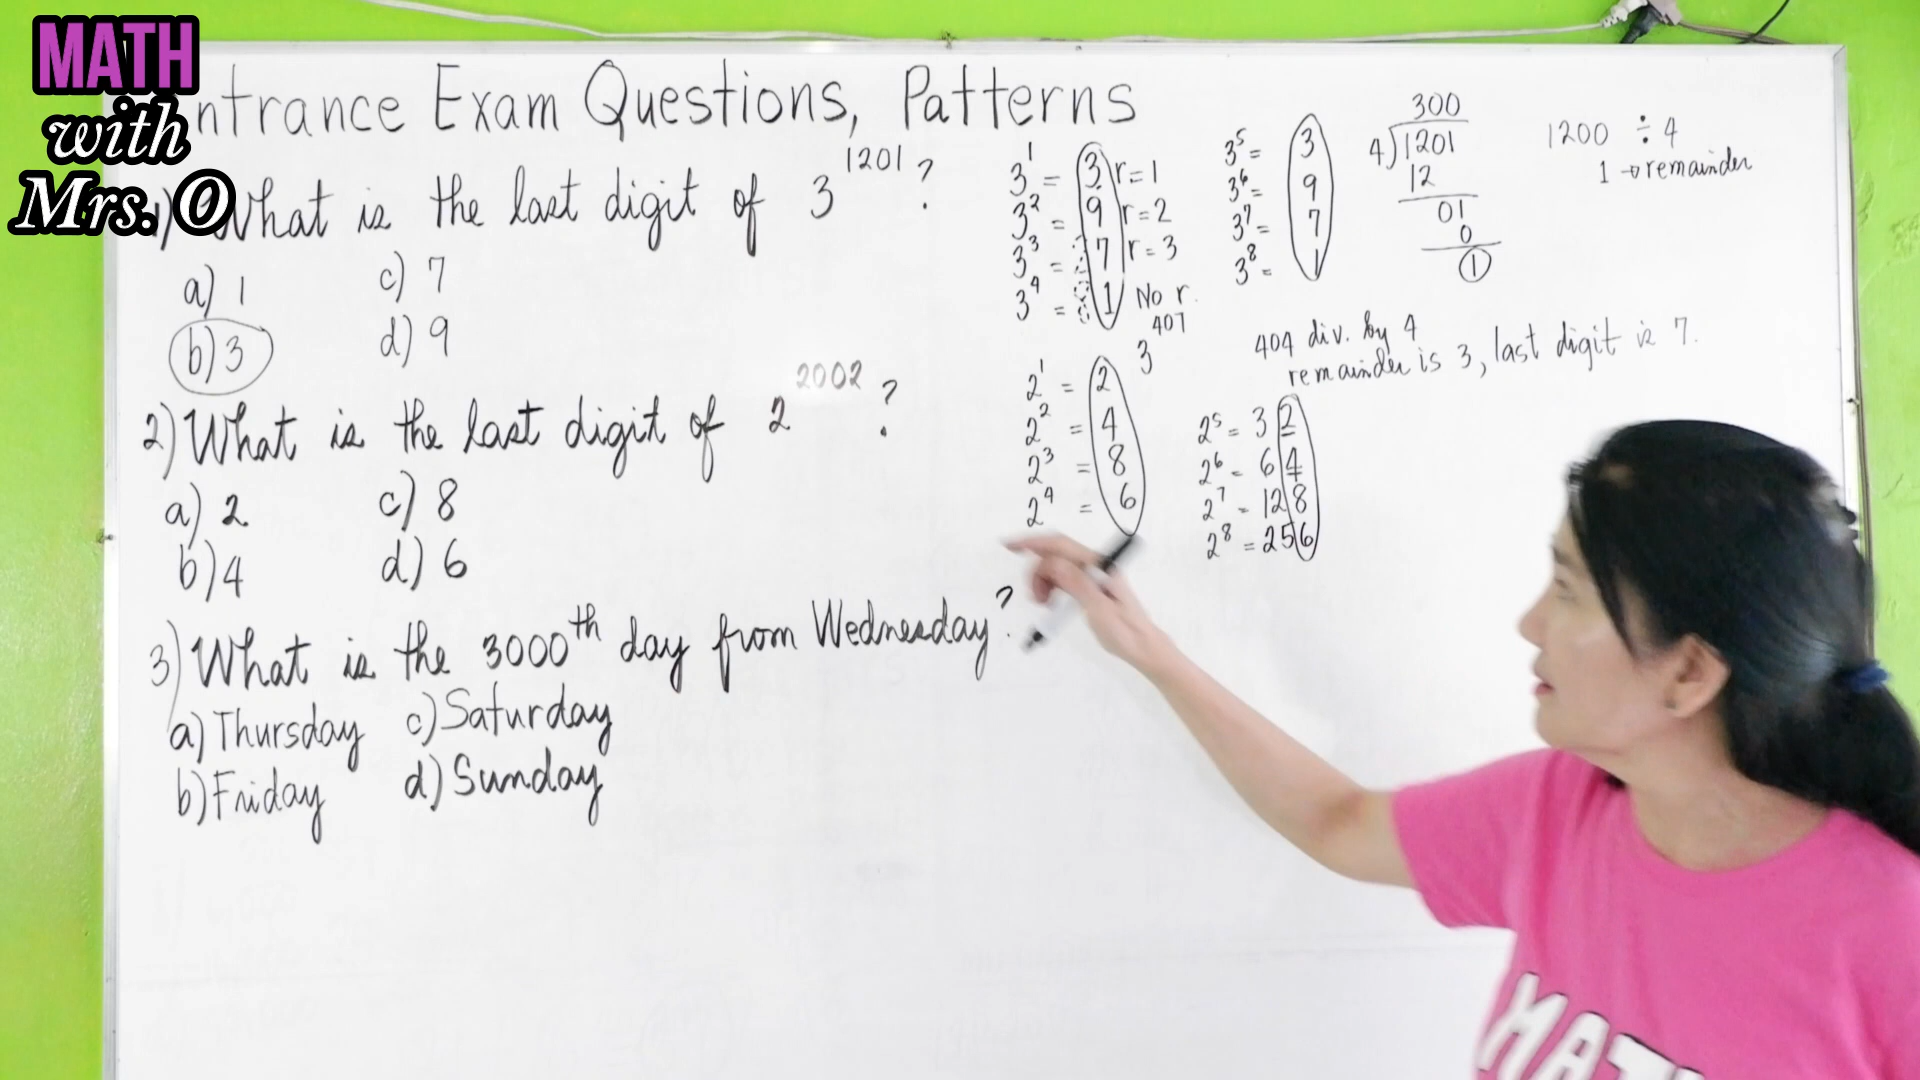 MATH
with
Mrs. O
Entrance Exam Questions, Patterns
1) What is the last digit of 3^1201?
a) 1
c) 7
b) 3
d) 9
2) What is the last digit of 2^2002?
a) 2
c) 8
b) 4
d) 6
3) What is the 3000th day from Wednesday?
a) Thursday
c) Saturday
b) Friday
d) Sunday
3^1 = 3 r=1
3^2 = 9 r=2
3^3 = 27 r=3
3^4 = 81 No r.
3^5 = 3
3^6 = 9
3^7 = 7
3^8 = 1
300
4)1201
12
01
0
1
1200 ÷ 4
1 → remainder
3^407
404 div. by 4
remainder is 3, last digit is 7.
2^1 = 2
2^2 = 4
2^3 = 8
2^4 = 6
2^5 = 32
2^6 = 64
2^7 = 128
2^8 = 256